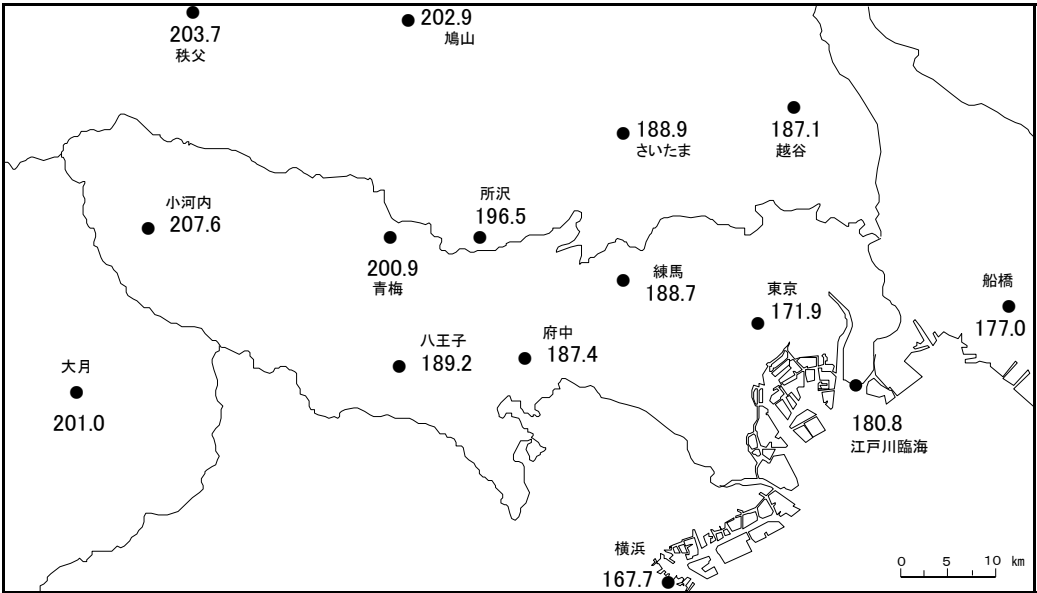 203.7
秩父
202.9
鳩山
188.9
さいたま
187.1
越谷
小河内
207.6
所沢
196.5
200.9
青梅
練馬
188.7
東京
171.9
船橋
177.0
大月
201.0
八王子
189.2
府中
187.4
180.8
江戸川臨海
横浜
167.7
0 5 10 km